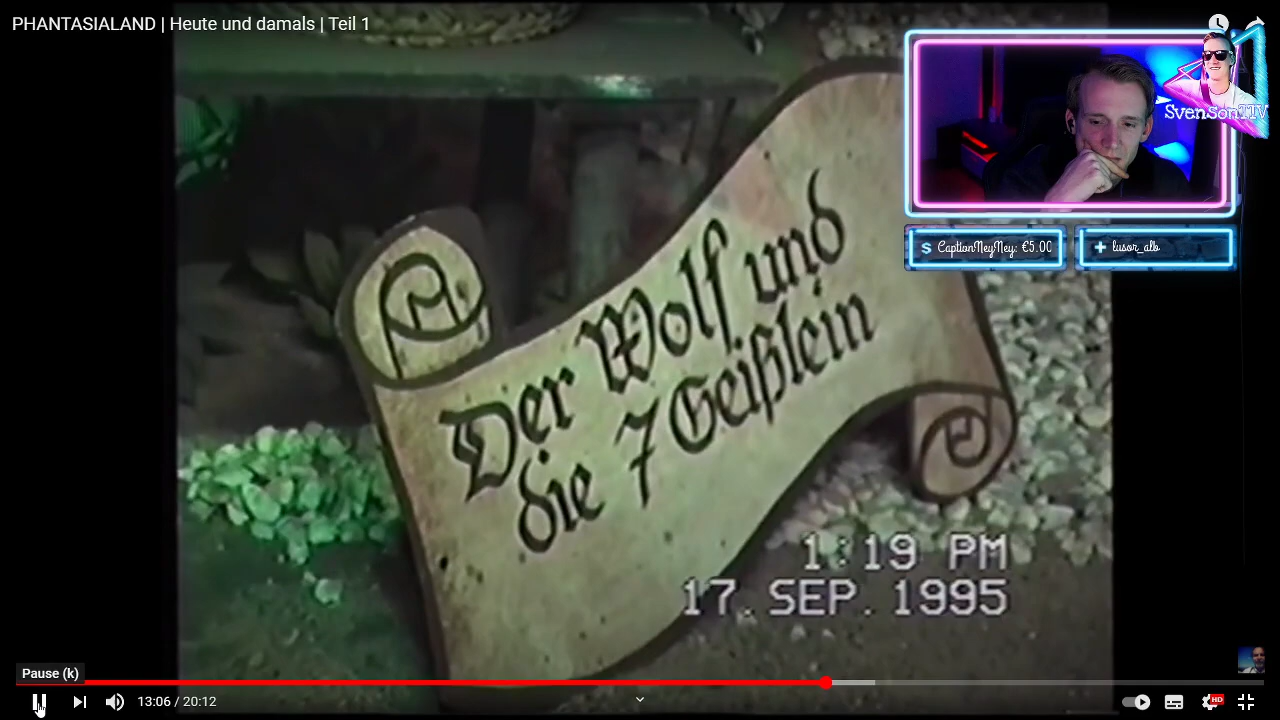 PHANTASIALAND | Heute und damals | Teil 1
SvenSonTTV
$ CaptionNeyNey: €5.00
+ lusor_alb
Der Wolf und
die 7 Geißlein
1:19 PM
17. SEP. 1995
Pause (k)
13:06 / 20:12
HD